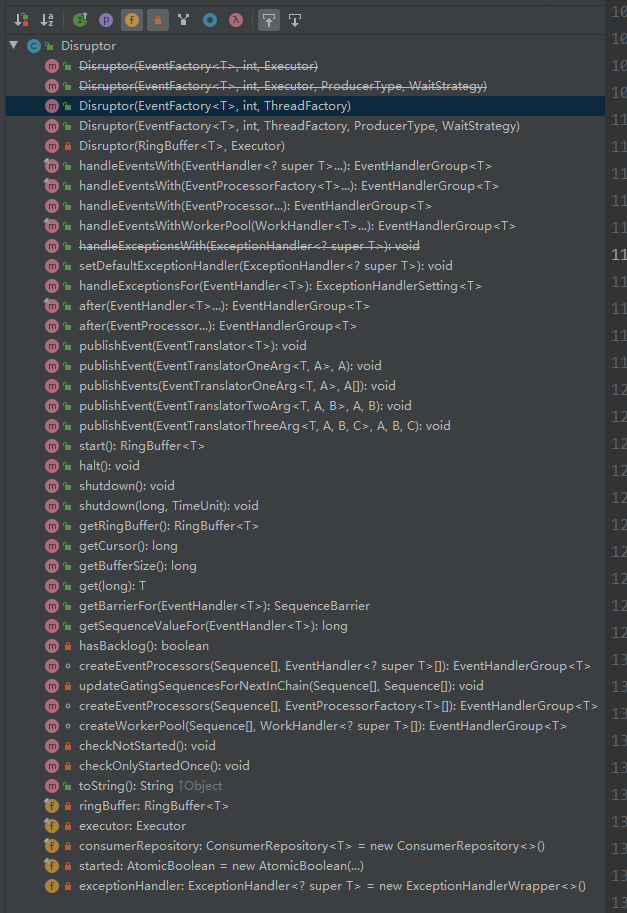 Disruptor
Disruptor(EventFactory<T>, int, Executor)
Disruptor(EventFactory<T>, int, Executor, ProducerType, WaitStrategy)
Disruptor(EventFactory<T>, int, ThreadFactory)
Disruptor(EventFactory<T>, int, ThreadFactory, ProducerType, WaitStrategy)
Disruptor(RingBuffer<T>, Executor)
handleEventsWith(EventHandler<? super T>...): EventHandlerGroup<T>
handleEventsWith(EventProcessorFactory<T>...): EventHandlerGroup<T>
handleEventsWith(EventProcessor...): EventHandlerGroup<T>
handleEventsWithWorkerPool(WorkHandler<T>...): EventHandlerGroup<T>
handleExceptionsWith(ExceptionHandler<? super T>): void
setDefaultExceptionHandler(ExceptionHandler<? super T>): void
handleExceptionsFor(EventHandler<T>): ExceptionHandlerSetting<T>
after(EventHandler<T>...): EventHandlerGroup<T>
after(EventProcessor...): EventHandlerGroup<T>
publishEvent(EventTranslator<T>): void
publishEvent(EventTranslatorOneArg<T, A>, A): void
publishEvents(EventTranslatorOneArg<T, A>, A[]): void
publishEvent(EventTranslatorTwoArg<T, A, B>, A, B): void
publishEvent(EventTranslatorThreeArg<T, A, B, C>, A, B, C): void
start(): RingBuffer<T>
halt(): void
shutdown(): void
shutdown(long, TimeUnit): void
getRingBuffer(): RingBuffer<T>
getCursor(): long
getBufferSize(): long
get(long): T
getBarrierFor(EventHandler<T>): SequenceBarrier
getSequenceValueFor(EventHandler<T>): long
hasBacklog(): boolean
createEventProcessors(Sequence[], EventHandler<? super T>[]): EventHandlerGroup<T>
updateGatingSequencesForNextInChain(Sequence[], Sequence[]): void
createEventProcessors(Sequence[], EventProcessorFactory<T>[]): EventHandlerGroup<T>
createWorkerPool(Sequence[], WorkHandler<? super T>[]): EventHandlerGroup<T>
checkNotStarted(): void
checkOnlyStartedOnce(): void
toString(): String ↑Object
ringBuffer: RingBuffer<T>
executor: Executor
consumerRepository: ConsumerRepository<T> = new ConsumerRepository<>()
started: AtomicBoolean = new AtomicBoolean(...)
exceptionHandler: ExceptionHandler<? super T> = new ExceptionHandlerWrapper<>()